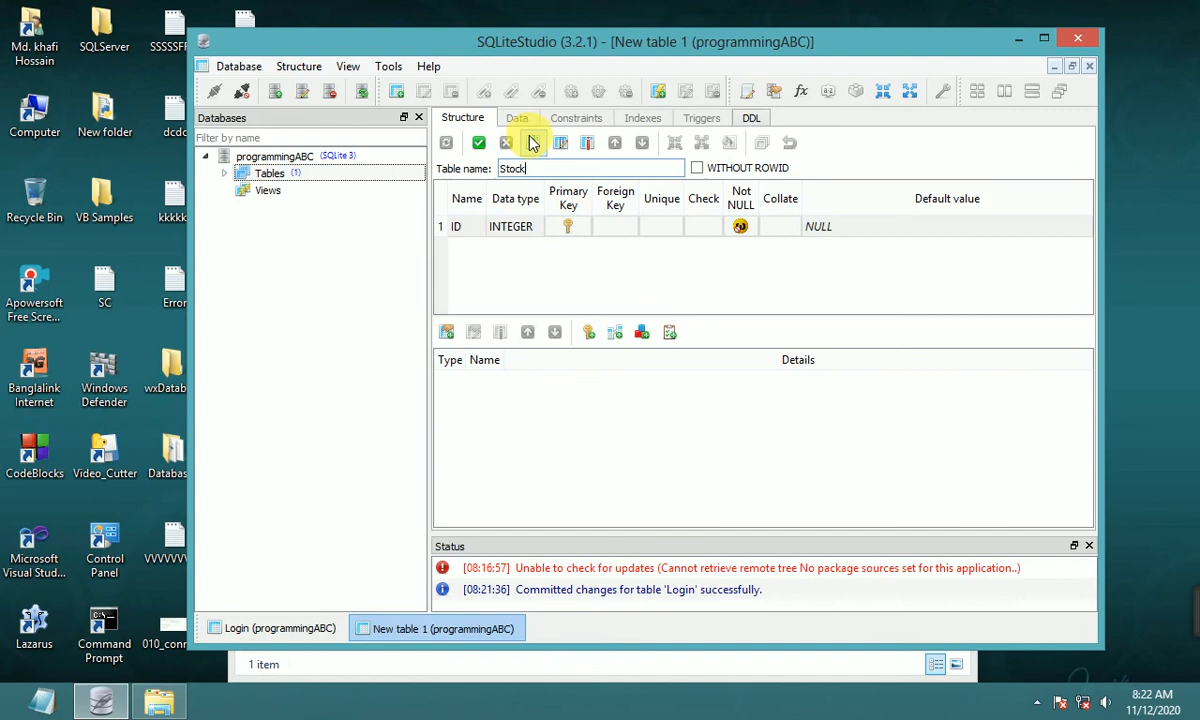 Md. khafi
Hossain
SQLServer
SSSSSFF
Computer
New folder
dcdc
Recycle Bin
VB Samples
kkkkk
Apowersoft
Free Scre...
SC
Error
Banglalink
Internet
Windows
Defender
wxDatab
CodeBlocks
Video_Cutter
Databas
Microsoft
Visual Stud...
Control
Panel
VVVVVV
Lazarus
Command
Prompt
010_conn
SQLiteStudio (3.2.1) - [New table 1 (programmingABC)]
Database Structure View Tools Help
Databases
Filter by name
programmingABC (SQLite 3)
Tables (1)
Views
Structure Data Constraints Indexes Triggers DDL
Table name: Stock WITHOUT ROWID
Name Data type Primary Key Foreign Key Unique Check Not NULL Collate Default value
1 ID INTEGER NULL
Type Name Details
Status
[08:16:57] Unable to check for updates (Cannot retrieve remote tree No package sources set for this application..)
[08:21:36] Committed changes for table 'Login' successfully.
Login (programmingABC) New table 1 (programmingABC)
1 item
8:22 AM
11/12/2020